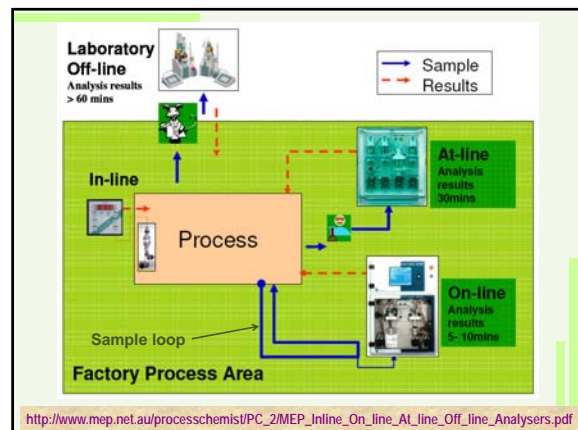 Laboratory
Off-line
Analysis results
> 60 mins
Sample
Results
At-line
Analysis
results
30mins
In-line
Process
On-line
Analysis
results
5- 10mins
Sample loop
Factory Process Area
http://www.mep.net.au/processchemist/PC_2/MEP_Inline_On_line_At_line_Off_line_Analysers.pdf